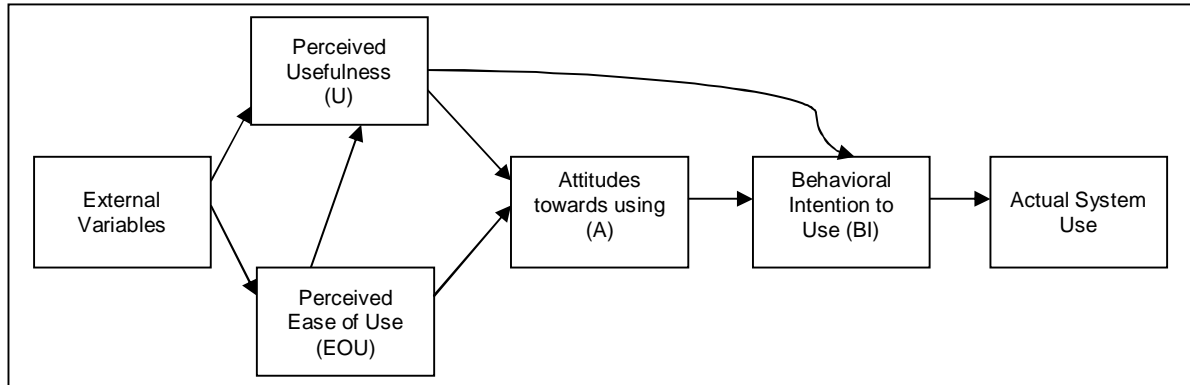 Perceived
Usefulness
(U)
External
Variables
Perceived
Ease of Use
(EOU)
Attitudes
towards using
(A)
Behavioral
Intention to
Use (BI)
Actual System
Use